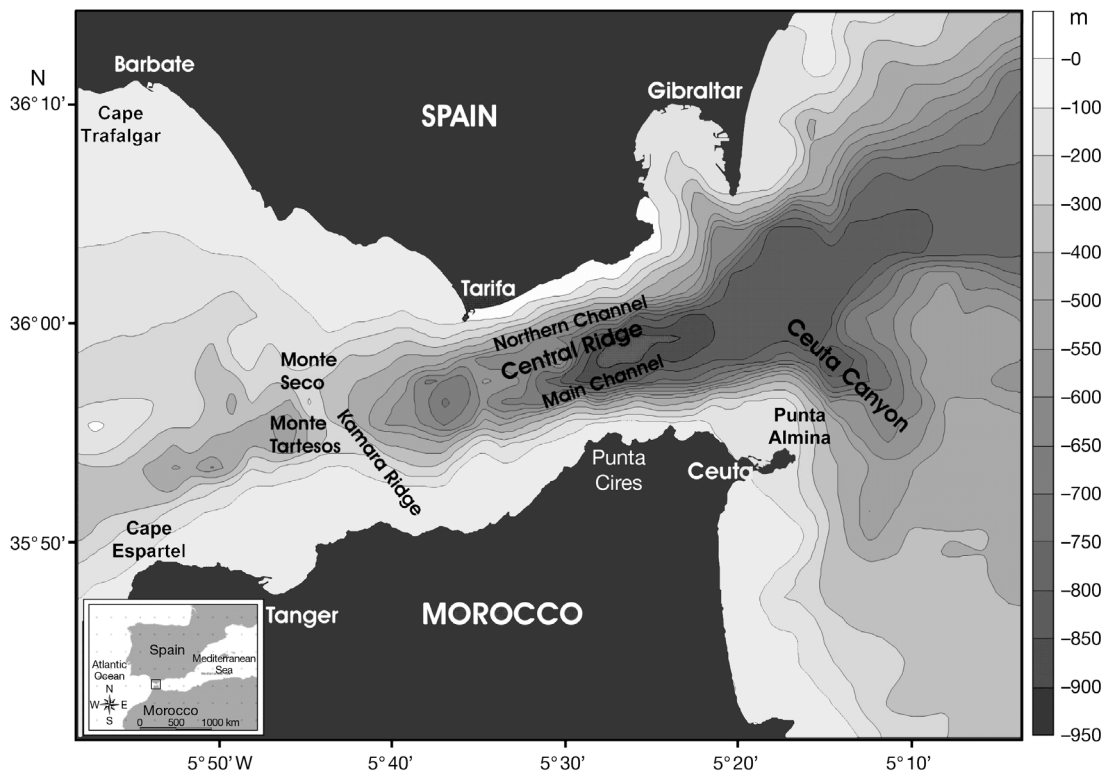 m
–0
–100
–200
–300
–400
–500
–550
–600
–650
–700
–750
–800
–850
–900
–950
N
36°10'
36°00'
35°50'
Barbate
Cape
Trafalgar
SPAIN
Gibraltar
Tarifa
Northern Channel
Central Ridge
Main Channel
Ceuta Canyon
Monte
Seco
Monte
Tartesos
Kamara Ridge
Punta
Almina
Punta
Cires
Ceuta
Cape
Espartel
Tanger
MOROCCO
Spain
Atlantic
Ocean
Mediterranean
Sea
N
W
E
S
Morocco
0 500 1000 km
5°50'W
5°40'
5°30'
5°20'
5°10'